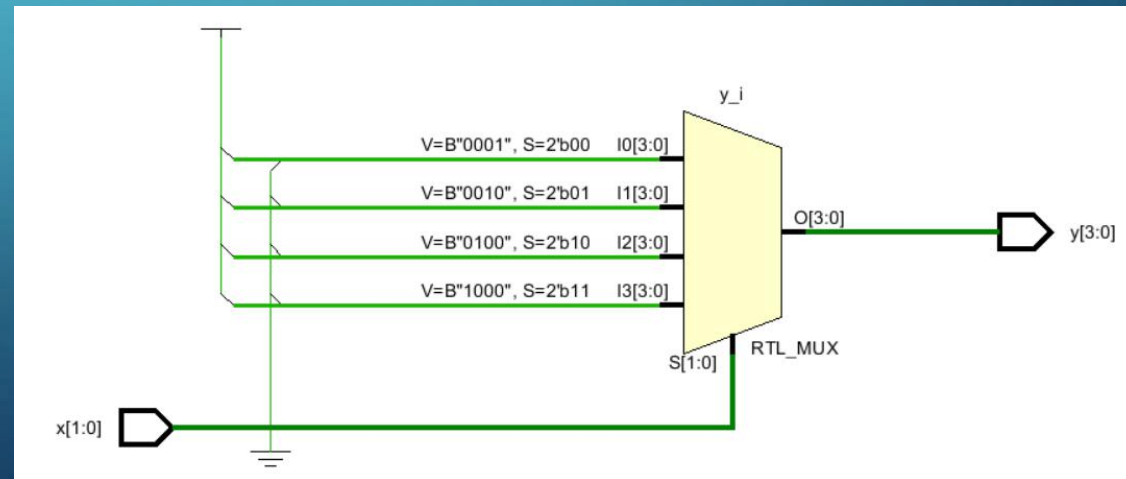 y_i
V=B"0001", S=2'b00 I0[3:0]
V=B"0010", S=2'b01 I1[3:0]
V=B"0100", S=2'b10 I2[3:0]
V=B"1000", S=2'b11 I3[3:0]
O[3:0]
y[3:0]
RTL_MUX
S[1:0]
x[1:0]